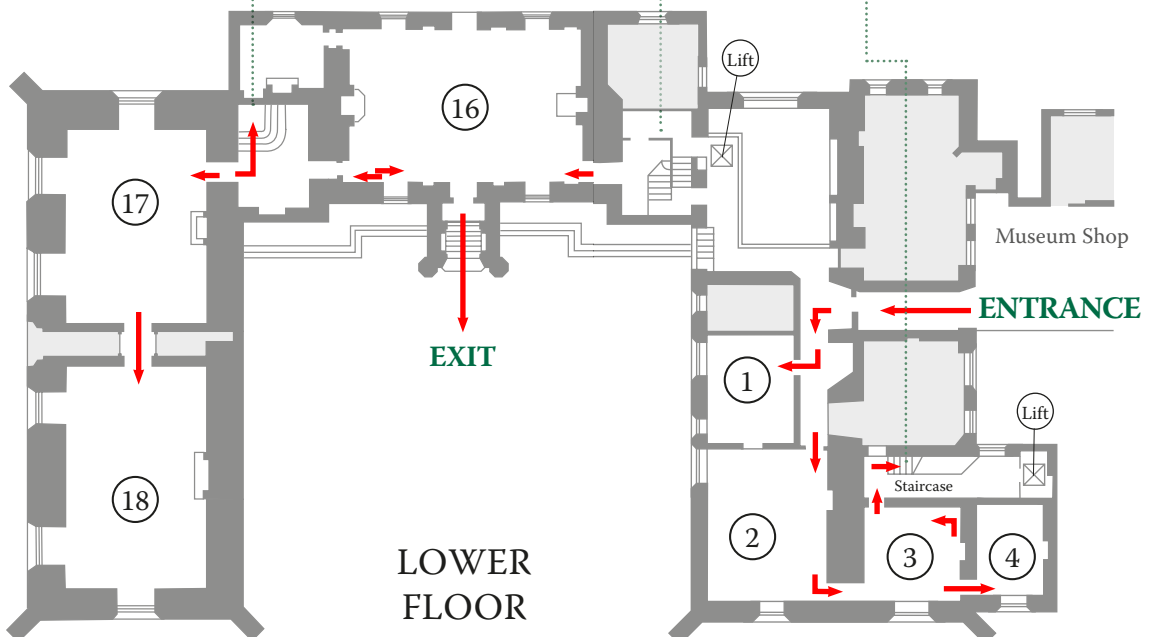 Lift
16
17
Museum Shop
ENTRANCE
EXIT
1
Lift
Staircase
18
2
3
4
LOWER
FLOOR